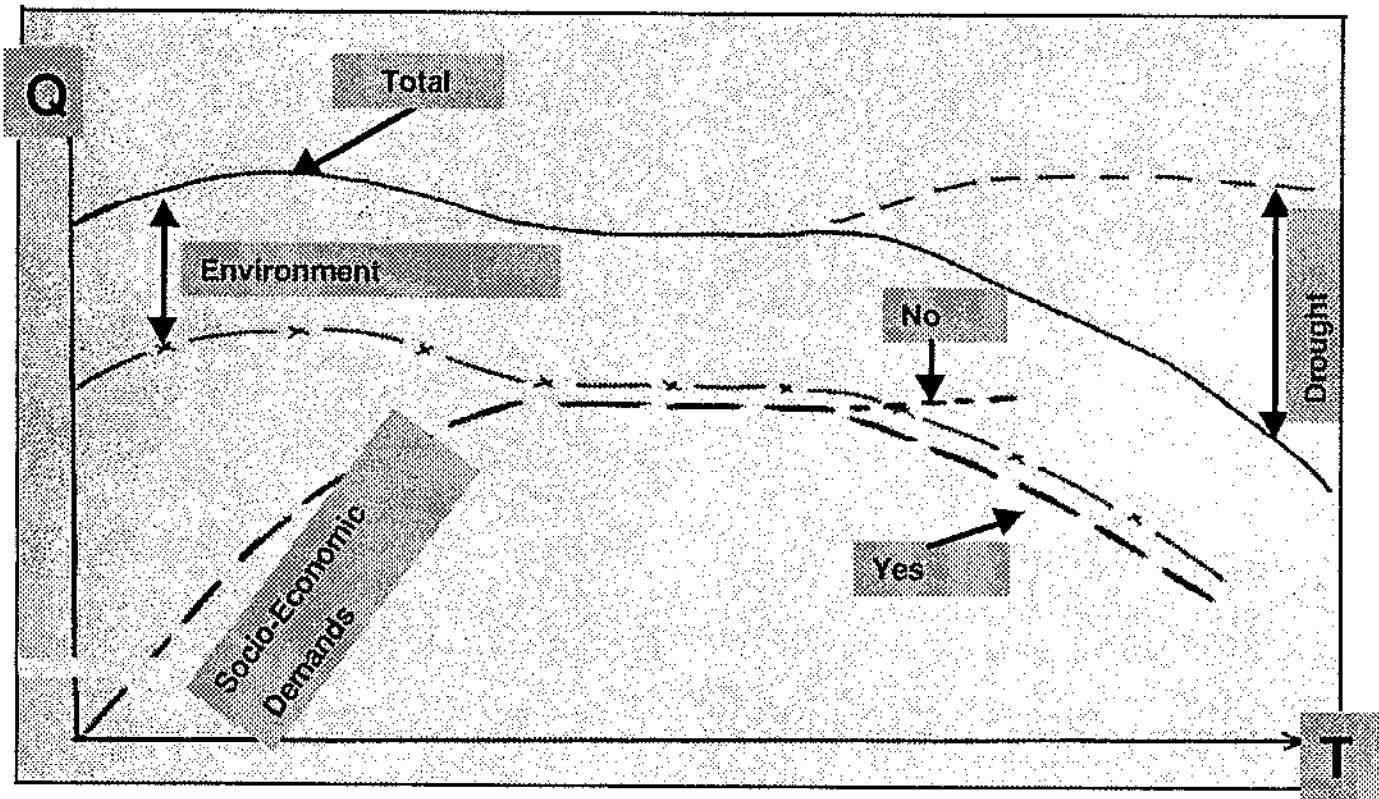 Q
Total
Environment
No
Drought
Yes
Socio-Economic
Demands
T